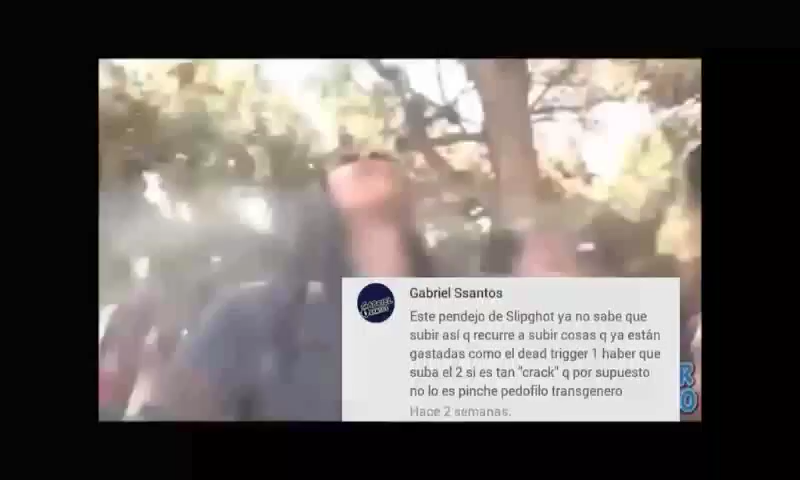 Gabriel Ssantos
Este pendejo de Slipghot ya no sabe que
subir así q recurre a subir cosas q ya están
gastadas como el dead trigger 1 haber que
suba el 2 si es tan "crack" q por supuesto
no lo es pinche pedofilo transgenero
Hace 2 semanas.